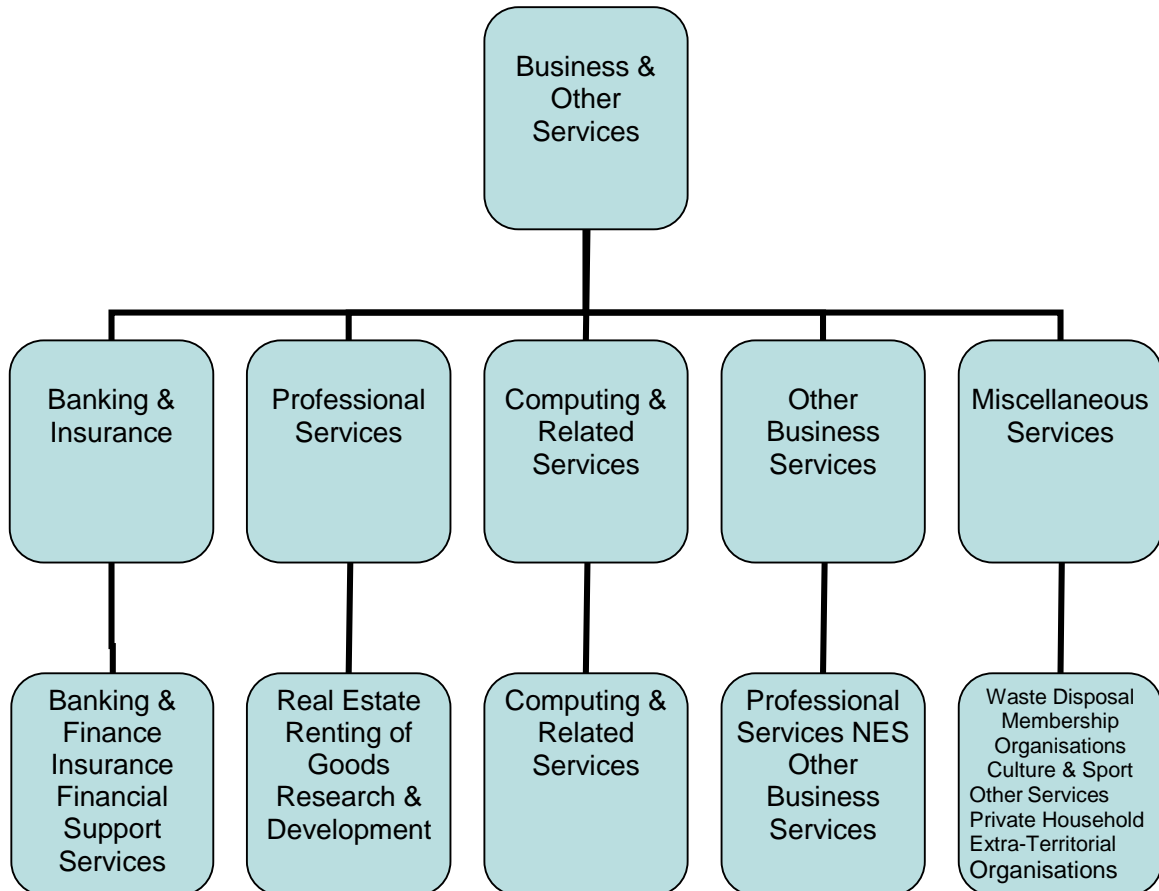 Business &
Other
Services
Banking &
Insurance
Professional
Services
Computing &
Related
Services
Other
Business
Services
Miscellaneous
Services
Banking &
Finance
Insurance
Financial
Support
Services
Real Estate
Renting of
Goods
Research &
Development
Computing &
Related
Services
Professional
Services NES
Other
Business
Services
Waste Disposal
Membership
Organisations
Culture & Sport
Other Services
Private Household
Extra-Territorial
Organisations